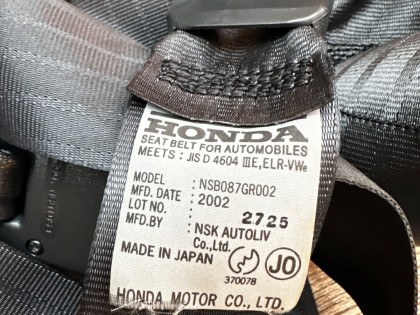 HONDA
SEAT BELT FOR AUTOMOBILES
MEETS : JIS D 4604 ⅢE,ELR-VWe
MODEL : NSB087GR002
MFD. DATE : 2002
LOT NO. : 2725
MFD.BY : NSK AUTOLIV
Co.,Ltd.
MADE IN JAPAN
370078
JO
HONDA MOTOR CO., LTD.